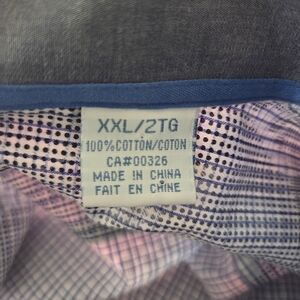 XXL/2TG
100% COTTON/COTON
CA#00326
MADE IN CHINA
FAIT EN CHINE